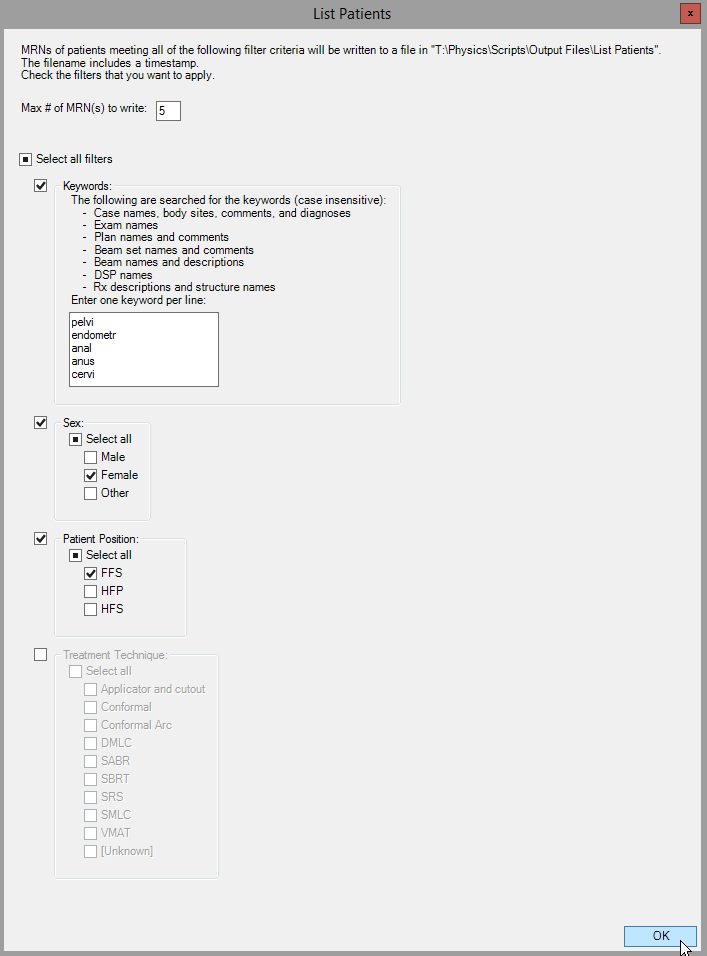 List Patients
x
MRNs of patients meeting all of the following filter criteria will be written to a file in "T:\Physics\Scripts\Output Files\List Patients".
The filename includes a timestamp.
Check the filters that you want to apply.
Max # of MRN(s) to write: 5
Select all filters
Keywords:
The following are searched for the keywords (case insensitive):
- Case names, body sites, comments, and diagnoses
- Exam names
- Plan names and comments
- Beam set names and comments
- Beam names and descriptions
- DSP names
- Rx descriptions and structure names
Enter one keyword per line:
pelvi
endometr
anal
anus
cervi
Sex:
Select all
Male
Female
Other
Patient Position:
Select all
FFS
HFP
HFS
Treatment Technique:
Select all
Applicator and cutout
Conformal
Conformal Arc
DMLC
SABR
SBRT
SRS
SMLC
VMAT
[Unknown]
OK